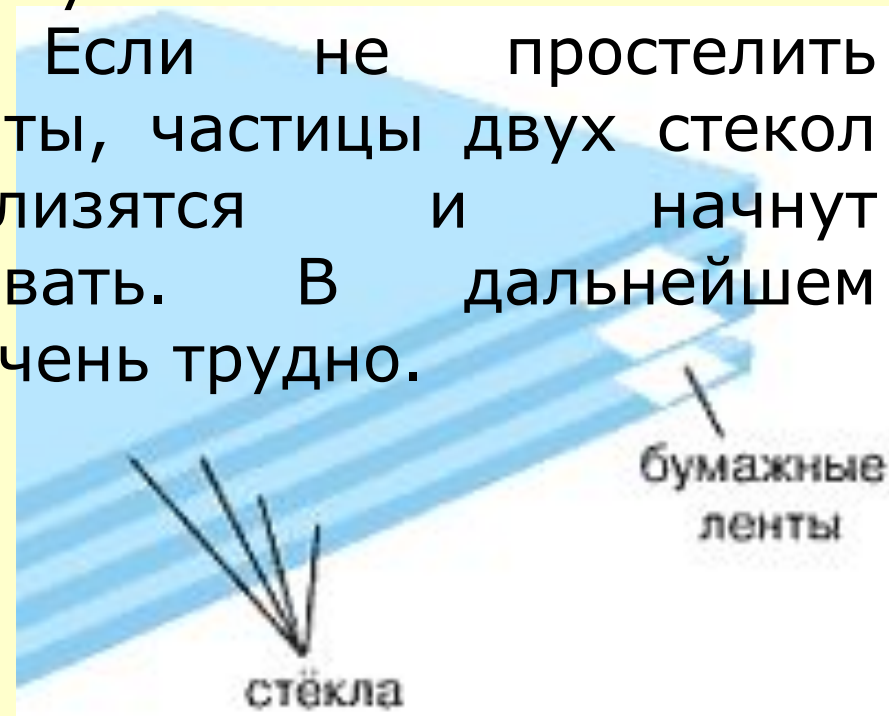 Если не простелить
ты, частицы двух стекол
лизятся и начнут
вать. В дальнейшем
чень трудно.
бумажные
ленты
стёкла